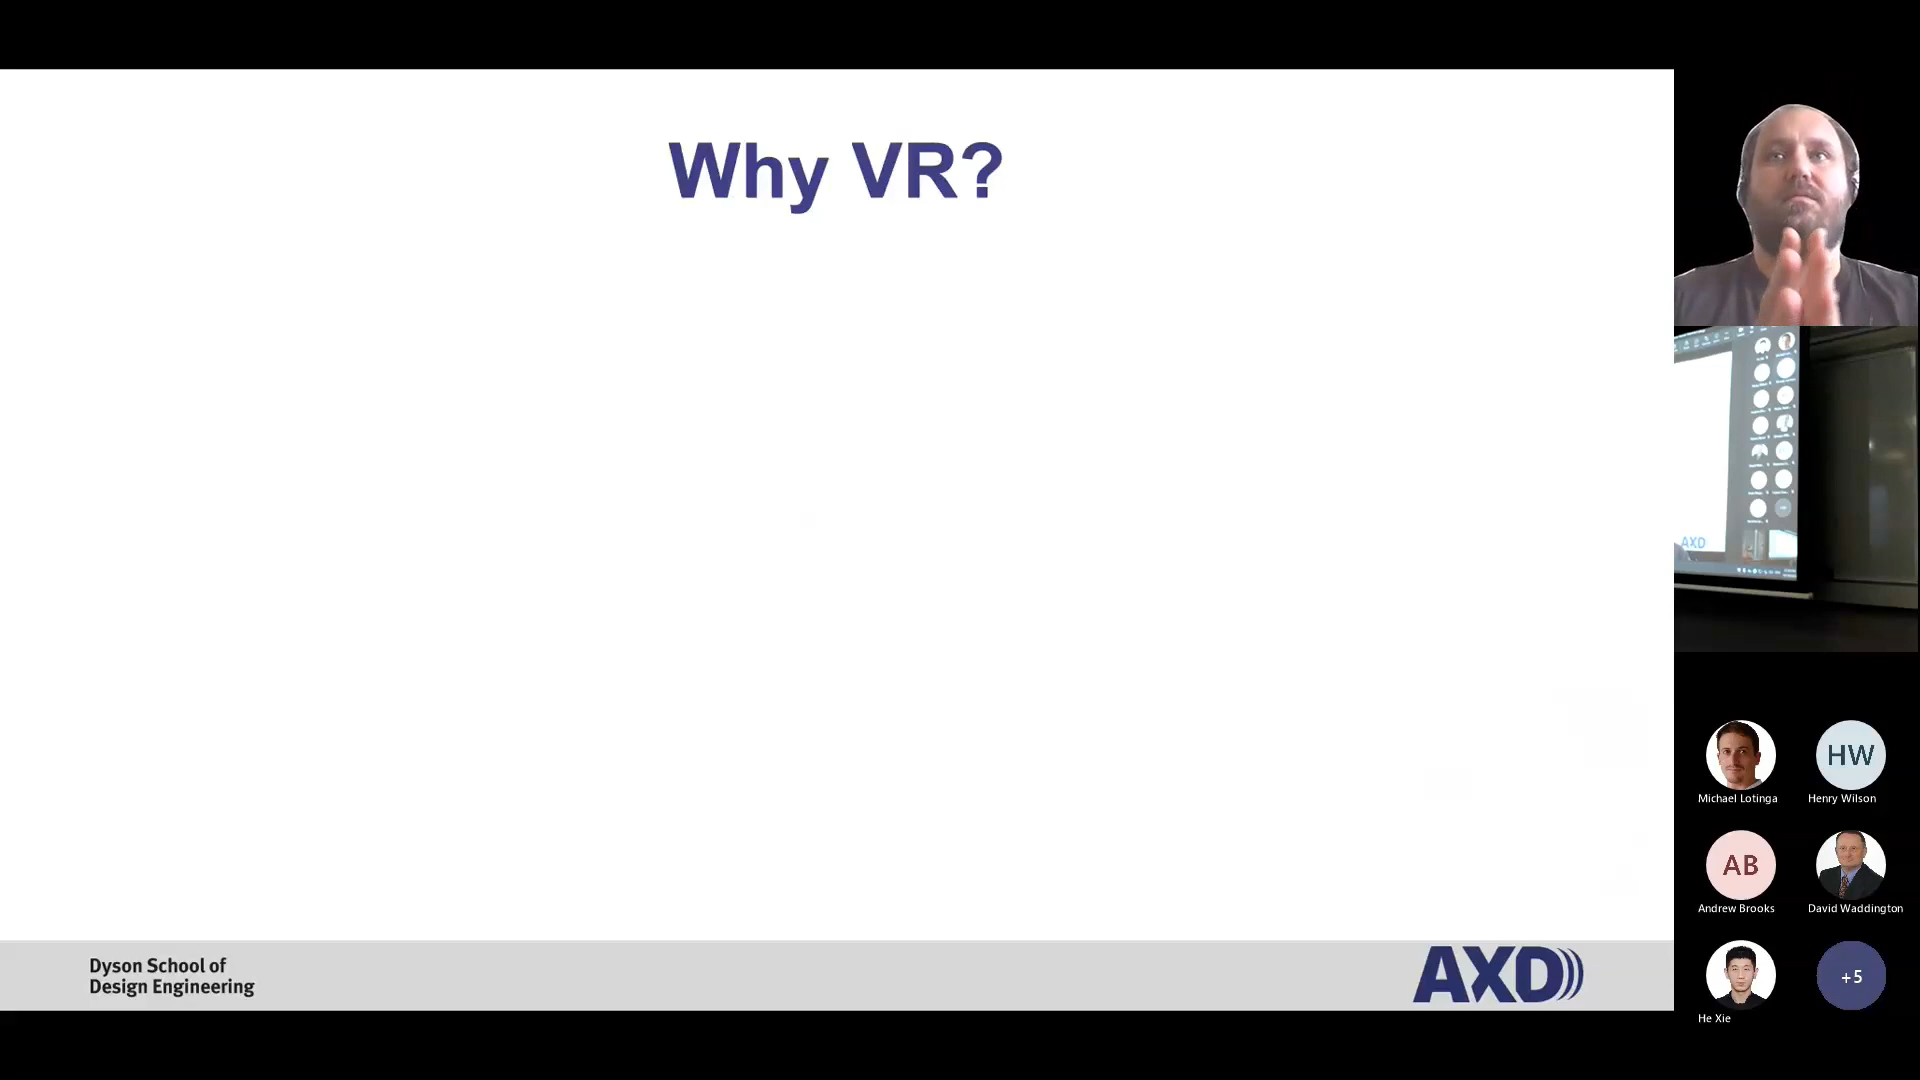 Why VR?
Dyson School of
Design Engineering
AXD
AXD
HW
Michael Lotinga
Henry Wilson
AB
Andrew Brooks
David Waddington
He Xie
+5